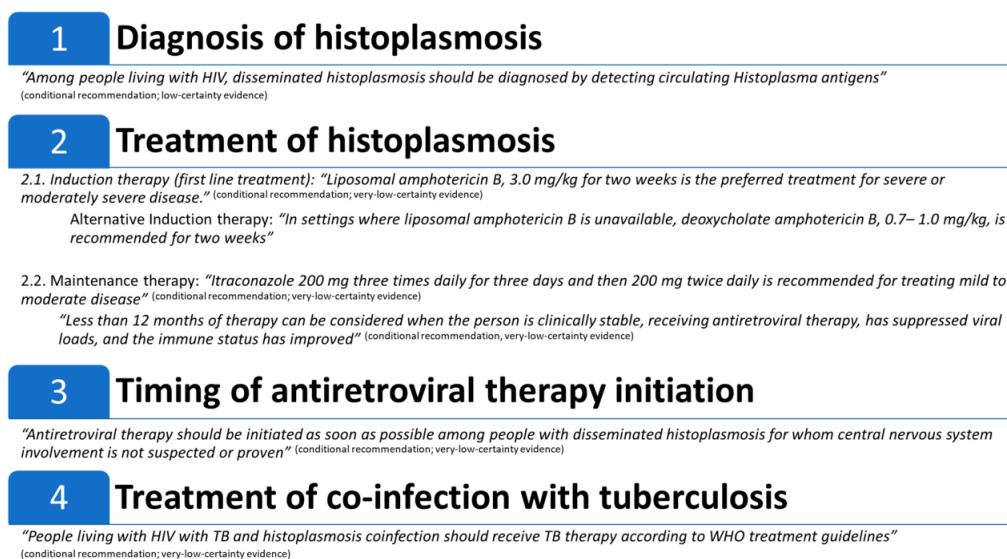 1 Diagnosis of histoplasmosis
“Among people living with HIV, disseminated histoplasmosis should be diagnosed by detecting circulating Histoplasma antigens”
(conditional recommendation; low-certainty evidence)
2 Treatment of histoplasmosis
2.1. Induction therapy (first line treatment): “Liposomal amphotericin B, 3.0 mg/kg for two weeks is the preferred treatment for severe or
moderately severe disease.” (conditional recommendation; very-low-certainty evidence)
Alternative Induction therapy: “In settings where liposomal amphotericin B is unavailable, deoxycholate amphotericin B, 0.7– 1.0 mg/kg, is
recommended for two weeks”
2.2. Maintenance therapy: “Itraconazole 200 mg three times daily for three days and then 200 mg twice daily is recommended for treating mild to
moderate disease” (conditional recommendation; very-low-certainty evidence)
“Less than 12 months of therapy can be considered when the person is clinically stable, receiving antiretroviral therapy, has suppressed viral
loads, and the immune status has improved” (conditional recommendation, very-low-certainty evidence)
3 Timing of antiretroviral therapy initiation
“Antiretroviral therapy should be initiated as soon as possible among people with disseminated histoplasmosis for whom central nervous system
involvement is not suspected or proven” (conditional recommendation; very-low-certainty evidence)
4 Treatment of co-infection with tuberculosis
“People living with HIV with TB and histoplasmosis coinfection should receive TB therapy according to WHO treatment guidelines”
(conditional recommendation; very-low-certainty evidence)